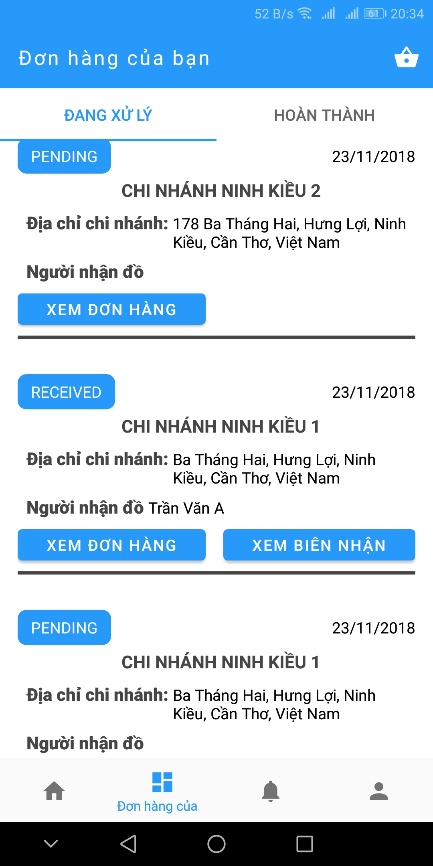 52 B/s 61 20:34
Đơn hàng của bạn
ĐANG XỬ LÝ HOÀN THÀNH
PENDING 23/11/2018
CHI NHÁNH NINH KIỀU 2
Địa chỉ chi nhánh: 178 Ba Tháng Hai, Hưng Lợi, Ninh
Kiều, Cần Thơ, Việt Nam
Người nhận đồ
XEM ĐƠN HÀNG
RECEIVED 23/11/2018
CHI NHÁNH NINH KIỀU 1
Địa chỉ chi nhánh: Ba Tháng Hai, Hưng Lợi, Ninh
Kiều, Cần Thơ, Việt Nam
Người nhận đồ Trần Văn A
XEM ĐƠN HÀNG XEM BIÊN NHẬN
PENDING 23/11/2018
CHI NHÁNH NINH KIỀU 1
Địa chỉ chi nhánh: Ba Tháng Hai, Hưng Lợi, Ninh
Kiều, Cần Thơ, Việt Nam
Người nhận đồ
Đơn hàng của